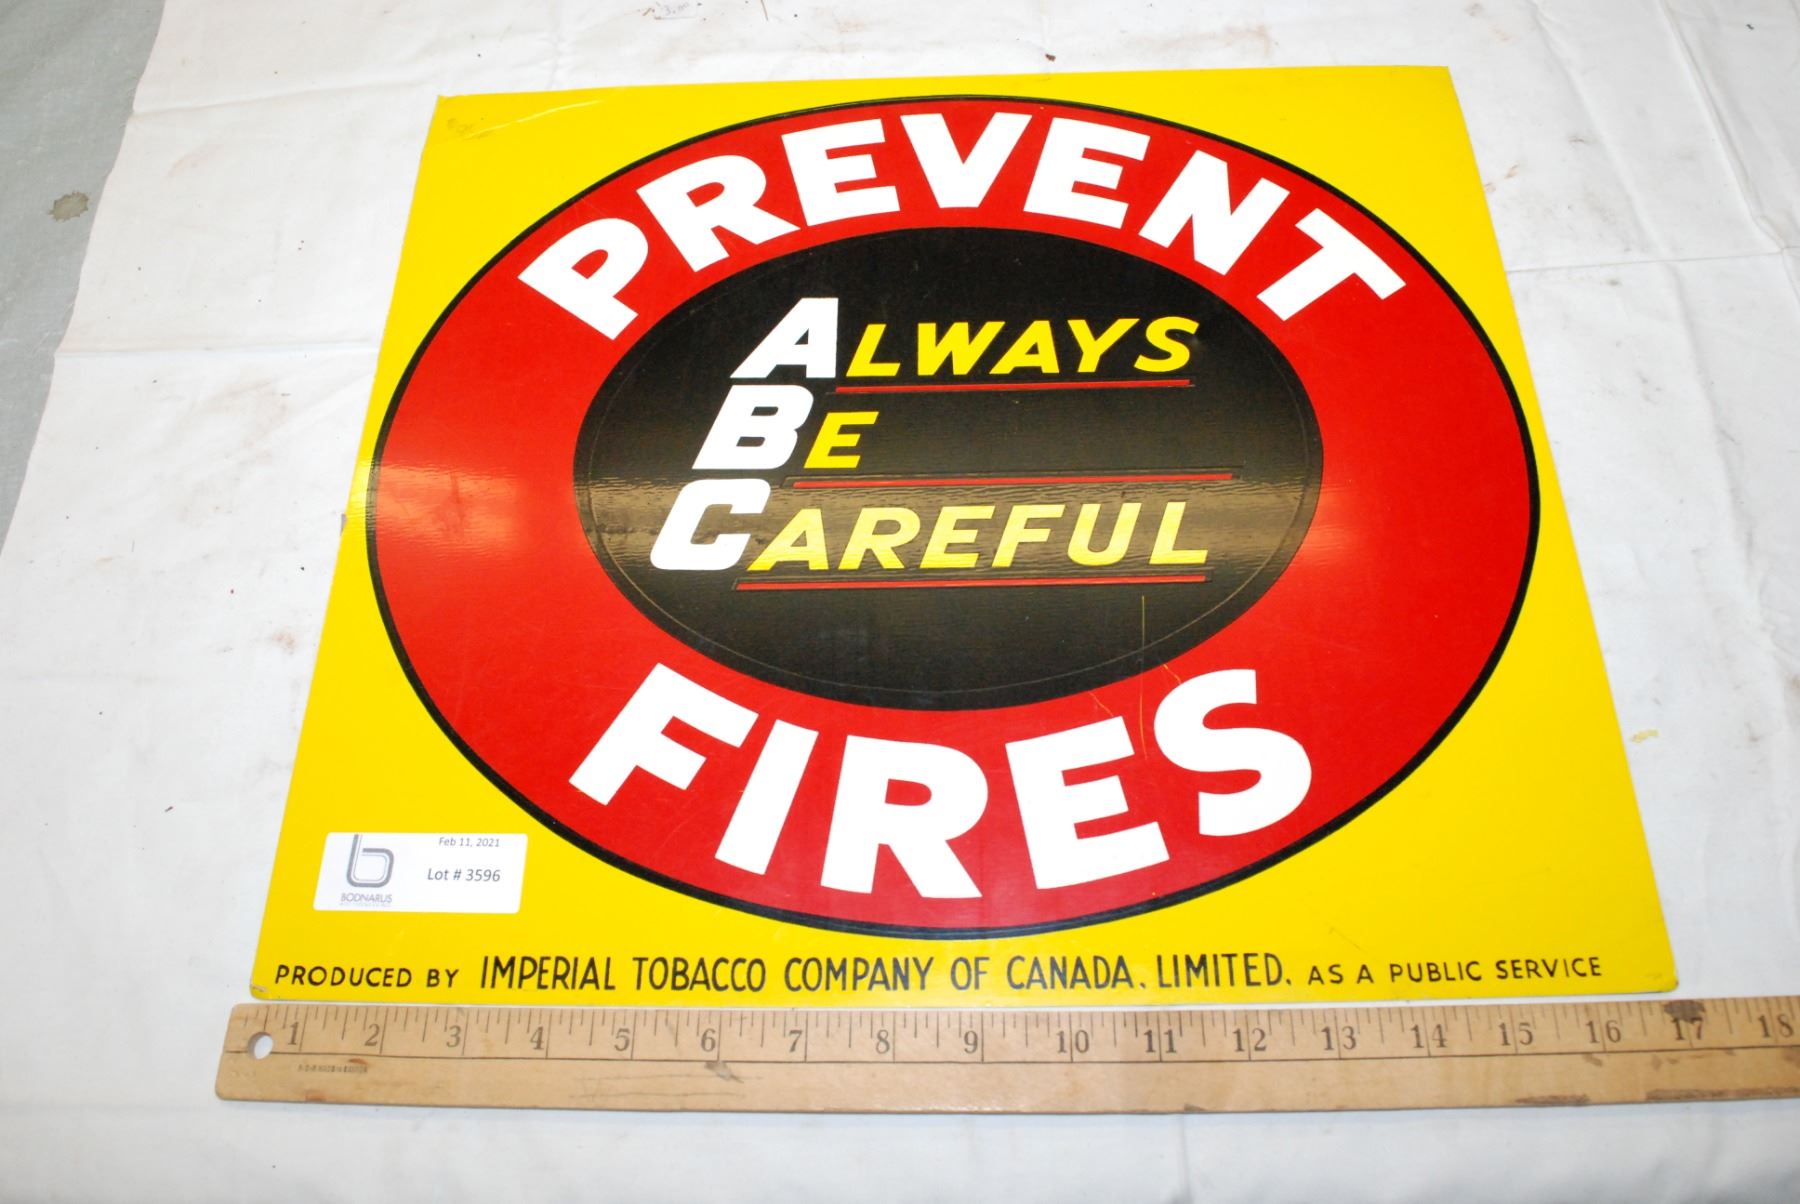 PREVENT
ALWAYS
BE
CAREFUL
FIRES
Feb 11, 2021
Lot # 3596
b
BODNARUS
PRODUCED BY IMPERIAL TOBACCO COMPANY OF CANADA, LIMITED, AS A PUBLIC SERVICE
1 2 3 4 5 6 7 8 9 10 11 12 13 14 15 16 17 18